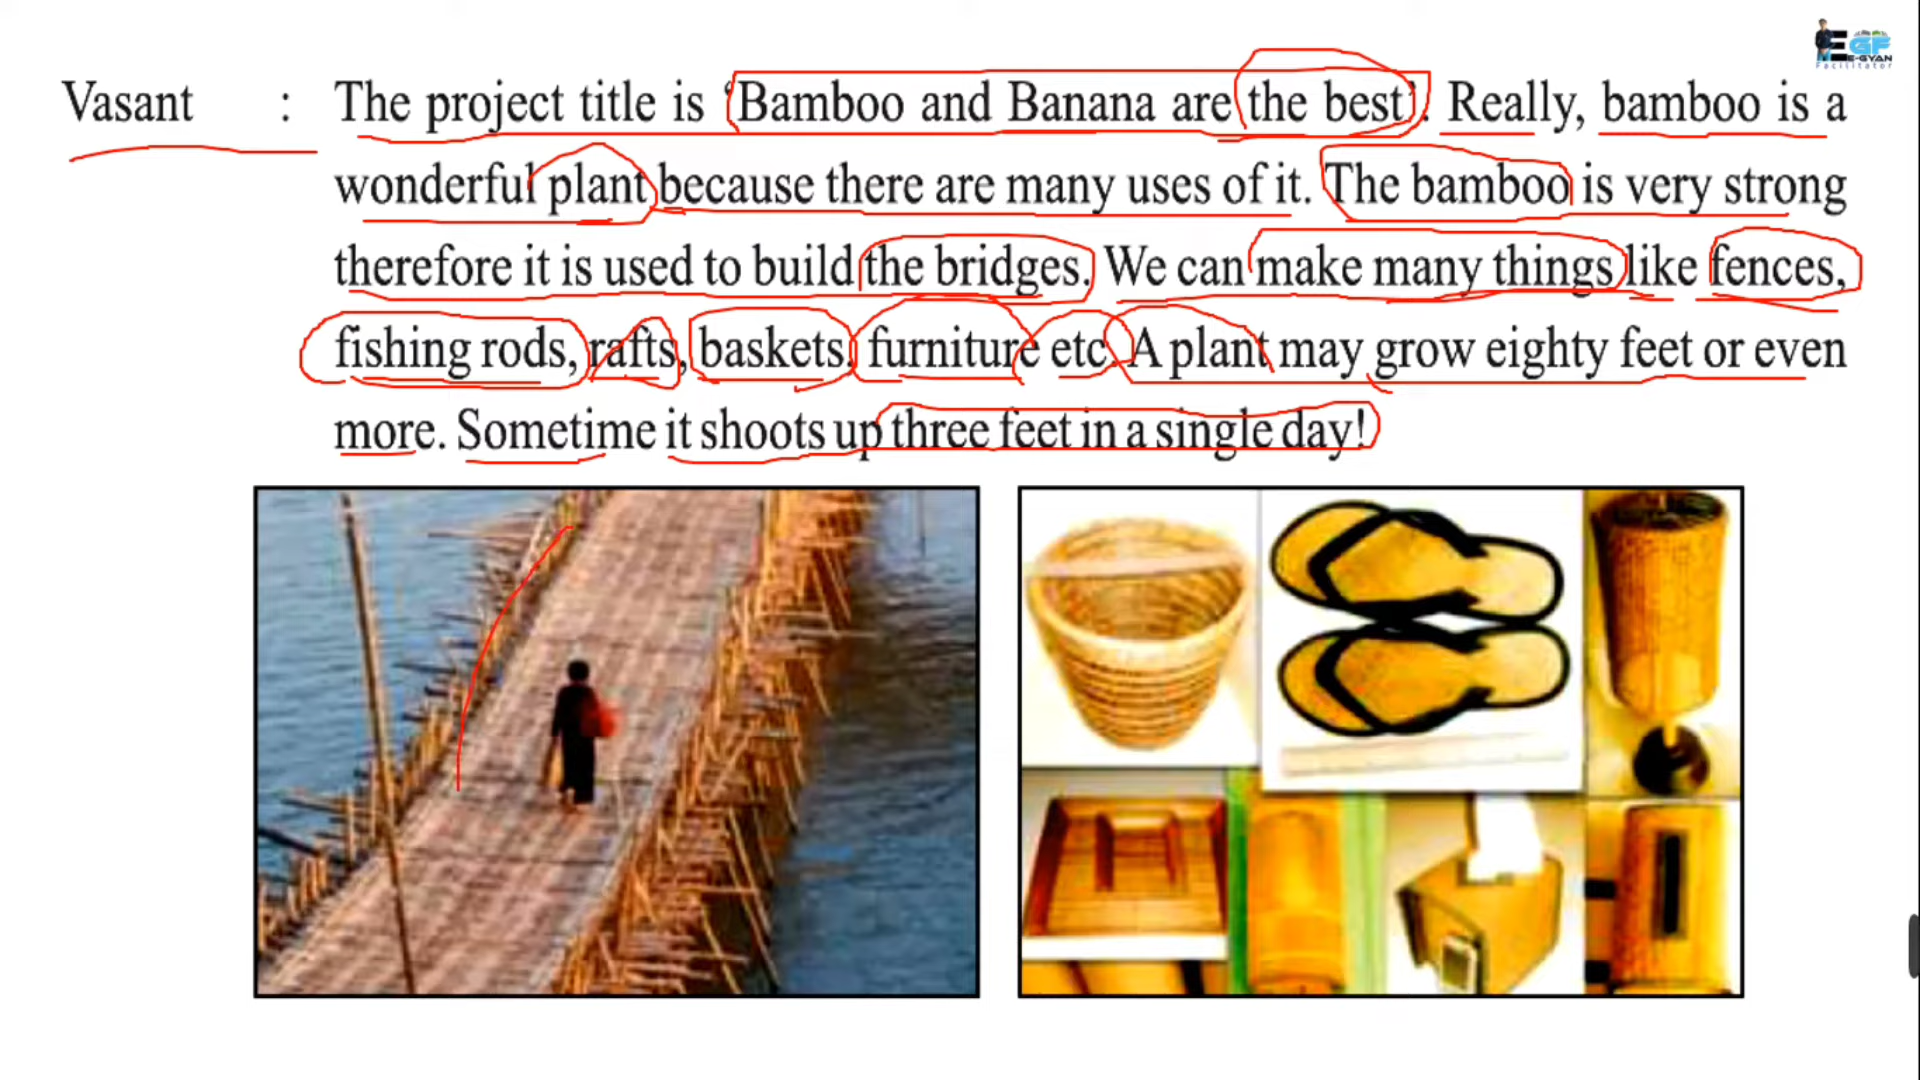 E GF
E-GYAN
Facilitator
Vasant : The project title is 'Bamboo and Banana are the best'. Really, bamboo is a
wonderful plant because there are many uses of it. The bamboo is very strong
therefore it is used to build the bridges. We can make many things like fences,
fishing rods, rafts, baskets, furniture etc. A plant may grow eighty feet or even
more. Sometime it shoots up three feet in a single day!